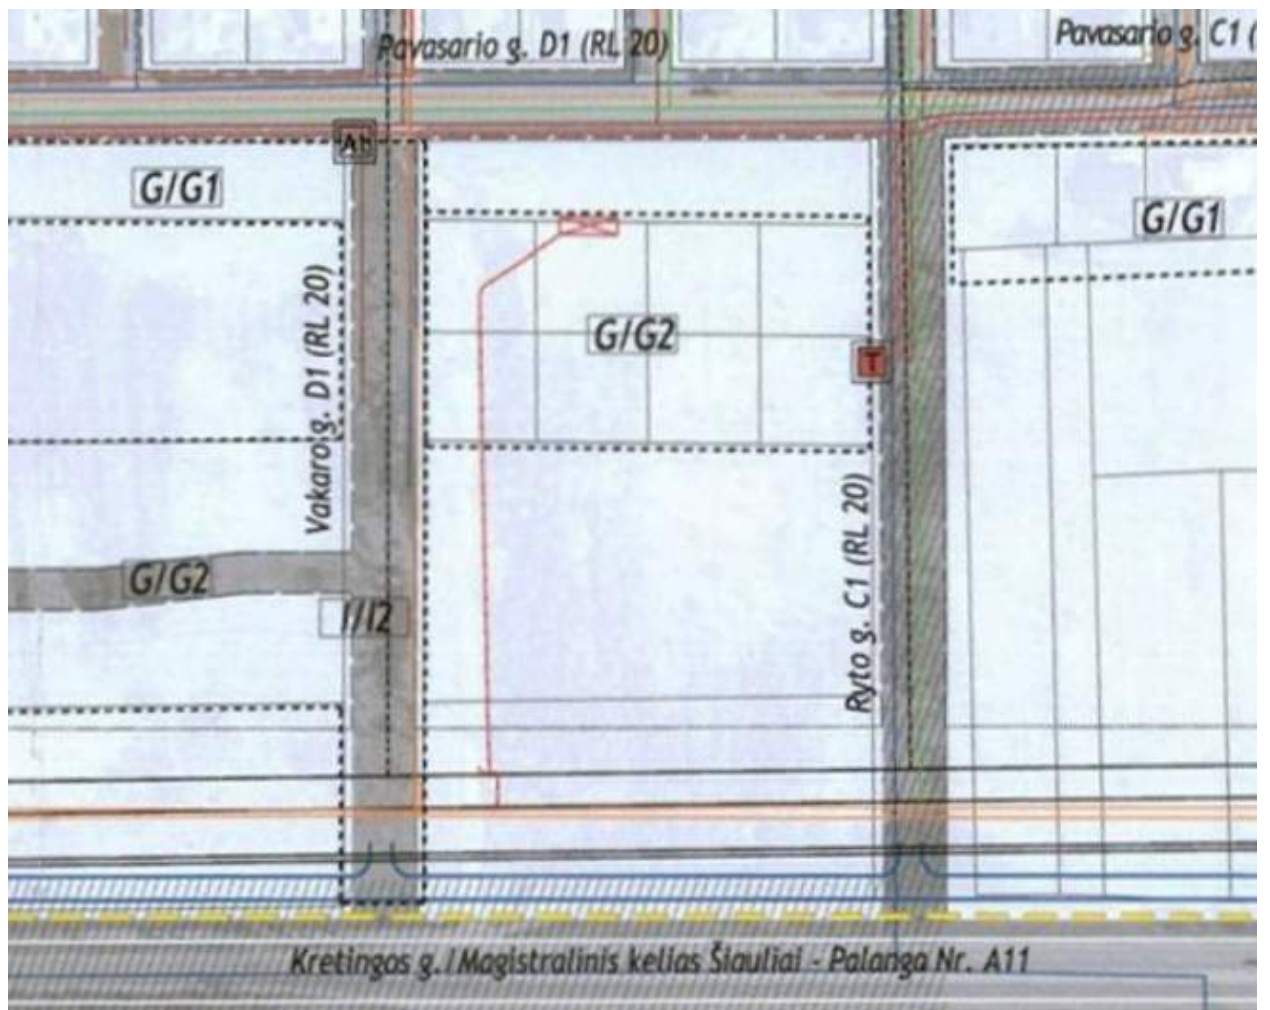 Pavasario g. D1 (RL 20)
Pavasario g. C1 (
G/G1
G/G1
G/G2
T
Vakaro g. D1 (RL 20)
Ryto g. C1 (RL 20)
G/G2
I/I2
Kretingos g./Magistralinis kelias Šiauliai - Palanga Nr. A11